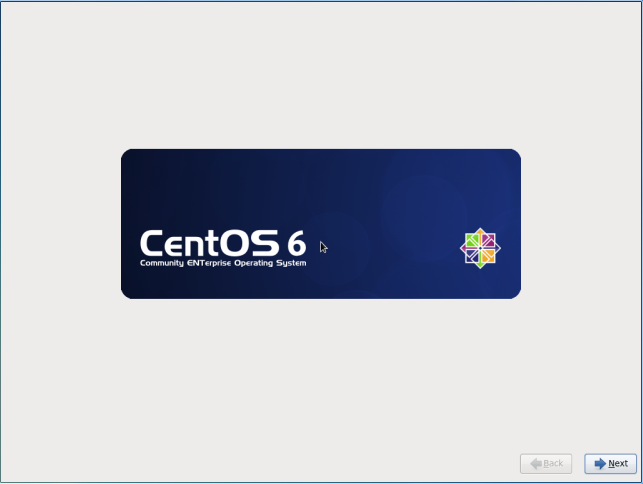 CentOS 6
Community ENTerprise Operating System
Back
Next